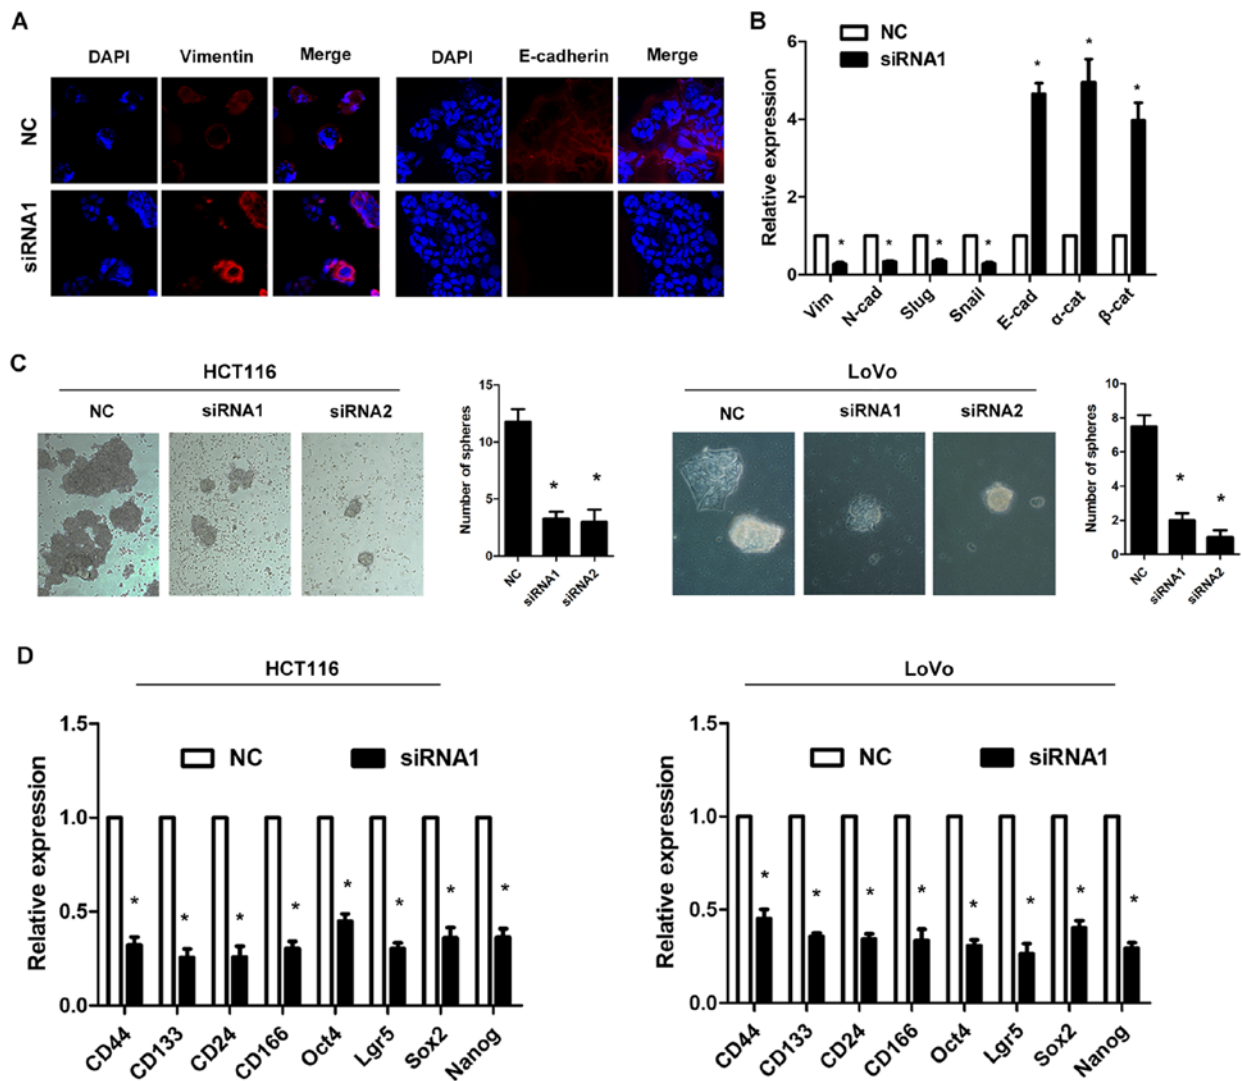 A
DAPI Vimentin Merge DAPI E-cadherin Merge
NC
siRNA1
B
NC
siRNA1
Relative expression
6
4
2
0
* * * * * * *
Vim N-cad Slug Snail E-cad α-cat β-cat
C
HCT116
NC siRNA1 siRNA2
Number of spheres
15
10
5
0
* *
NC siRNA1 siRNA2
LoVo
NC siRNA1 siRNA2
Number of spheres
10
8
6
4
2
0
* *
NC siRNA1 siRNA2
D
HCT116
NC siRNA1
Relative expression
1.5
1.0
0.5
0.0
* * * * * * * *
CD44 CD133 CD24 CD166 Oct4 Lgr5 Sox2 Nanog
LoVo
NC siRNA1
Relative expression
1.5
1.0
0.5
0.0
* * * * * * * *
CD44 CD133 CD24 CD166 Oct4 Lgr5 Sox2 Nanog